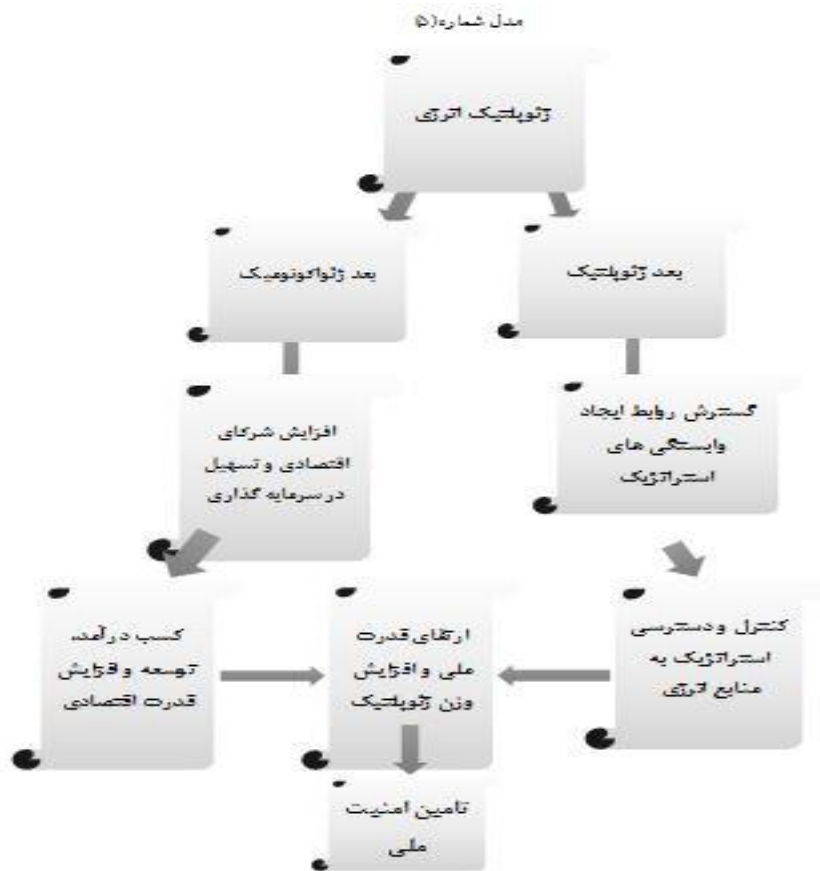 مدل شماره(۵)
ژئوپلتیک انرژی
بعد ژئوپلتیک
بعد ژئواکونومیک
گسترش روابط ایجاد
وابستگی های
استراتژیک
افزایش شرکای
اقتصادی و تسهیل
در سرمایه گذاری
کنترل و دسترسی
استراتژیک به
منابع انرژی
ارتقای قدرت
ملی و افزایش
وزن ژئوپلتیک
کسب درآمد،
توسعه و افزایش
قدرت اقتصادی
تامین امنیت
ملی